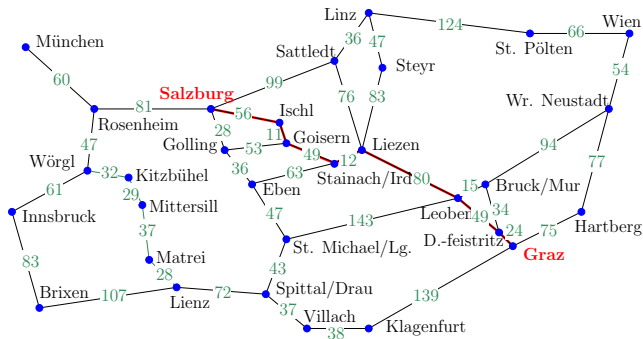 Linz
124
66
Wien
München
36
47
St. Pölten
Sattledt
Steyr
54
60
99
Salzburg
76
83
Wr. Neustadt
81
56
Ischl
Rosenheim
28
11
Goisern
Golling
53
Liezen
94
47
49
12
77
Wörgl
32
Kitzbühel
36
63
Stainach/Ird
80
15
Bruck/Mur
61
29
Eben
Mittersill
Leoben
34
Innsbruck
47
143
49
Hartberg
37
D.-feistritz
24
75
St. Michael/Lg.
Graz
83
Matrei
28
43
Brixen
107
72
Lienz
Spittal/Drau
139
37
Villach
38
Klagenfurt